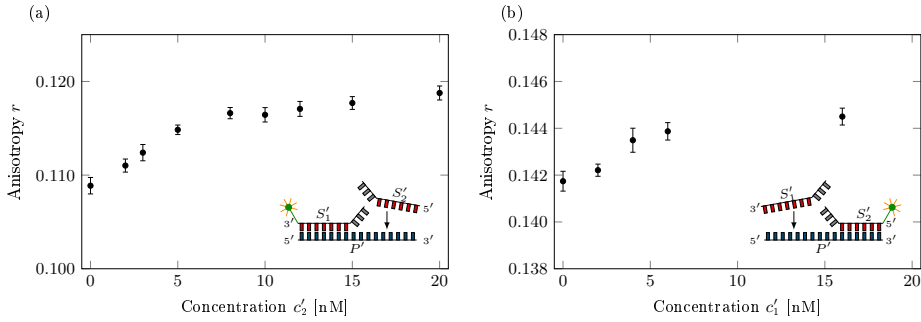 (a)
Anisotropy r
0.120
0.110
0.100
0
5
10
15
20
Concentration c′₂ [nM]
S′₁
S′₂
3′
5′
5′
3′
P′
(b)
Anisotropy r
0.148
0.146
0.144
0.142
0.140
0.138
0
5
10
15
20
Concentration c′₁ [nM]
S′₁
S′₂
3′
5′
5′
3′
P′